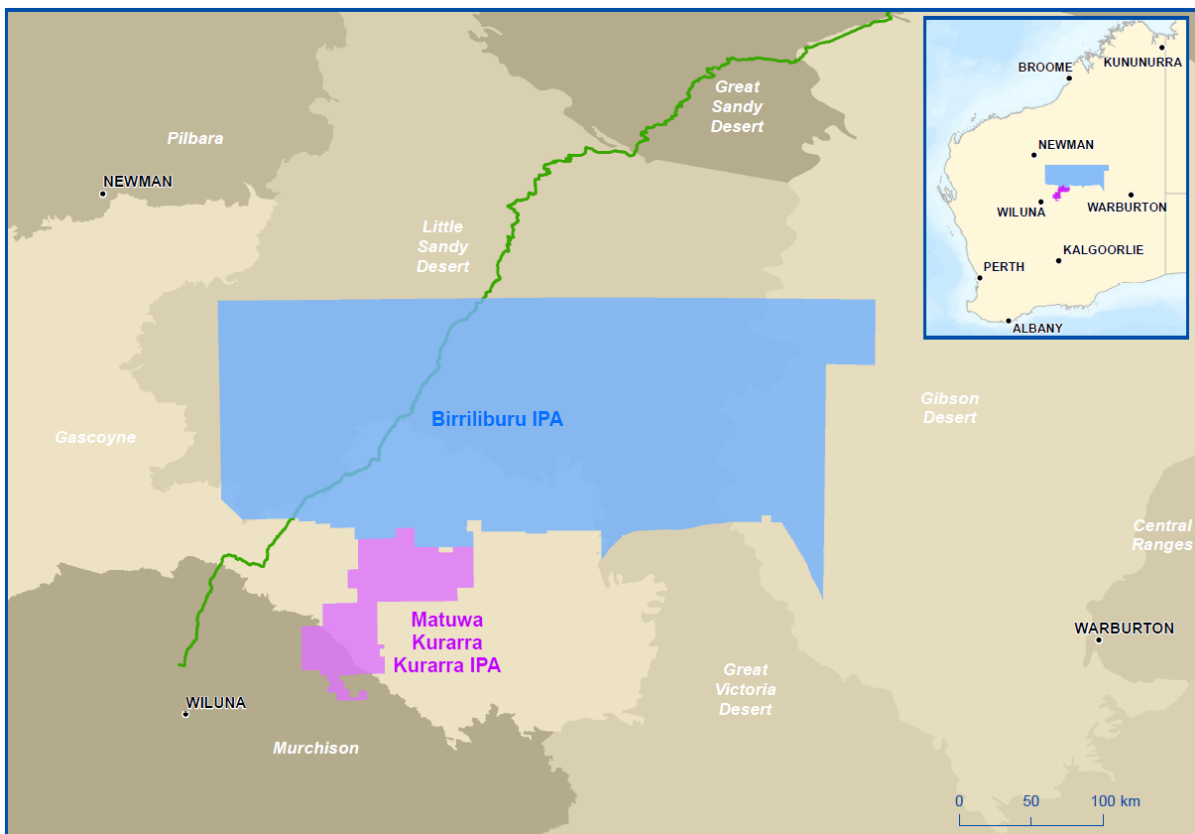 Pilbara
NEWMAN
Great
Sandy
Desert
Little
Sandy
Desert
Birriliburu IPA
Gascoyne
Gibson
Desert
Central
Ranges
Matuwa
Kurarra
Kurarra IPA
WARBURTON
Great
Victoria
Desert
WILUNA
Murchison
0 50 100 km
KUNUNURRA
BROOME
NEWMAN
WARBURTON
WILUNA
KALGOORLIE
PERTH
ALBANY